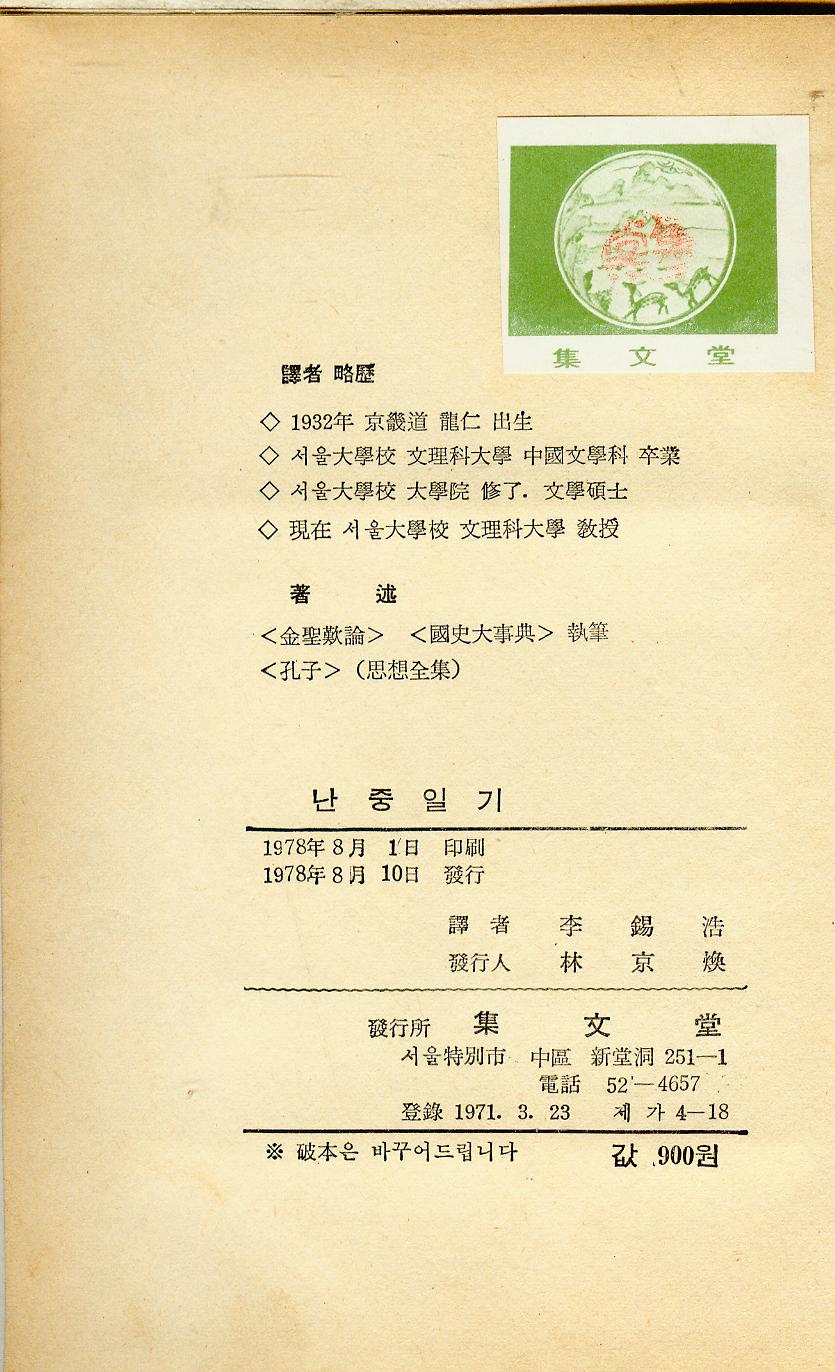 集文堂
譯者 略歷
◇ 1932年 京畿道 龍仁 出生
◇ 서울大學校 文理科大學 中國文學科 卒業
◇ 서울大學校 大學院 修了. 文學碩士
◇ 現在 서울大學校 文理科大學 敎授
著 述
<金聖歎論> <國史大事典> 執筆
<孔子> (思想全集)
난중일기
1978年 8月 1日 印刷
1978年 8月 10日 發行
譯者 李錫浩
發行人 林京煥
發行所 集文堂
서울特別市 中區 新堂洞 251—1
電話 52—4657
登錄 1971. 3. 23 제 가 4—18
※ 破本은 바꾸어드립니다 값 900원